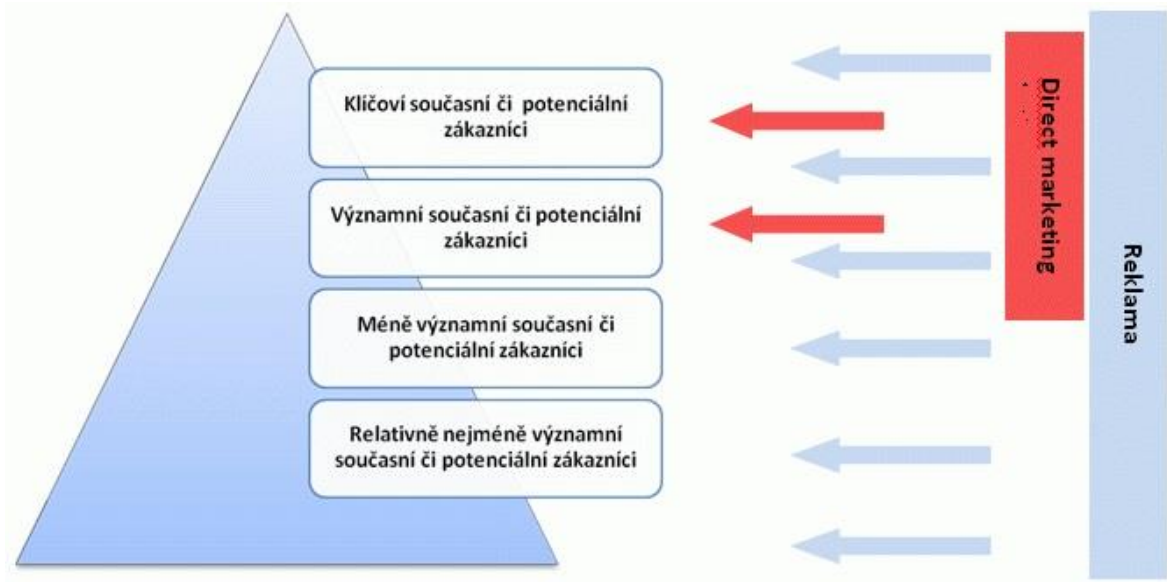 Klíčoví současní či potenciální
zákazníci
Významní současní či potenciální
zákazníci
Méně významní současní či
potenciální zákazníci
Relativně nejméně významní
současní či potenciální zákazníci
Direct marketing
Reklama